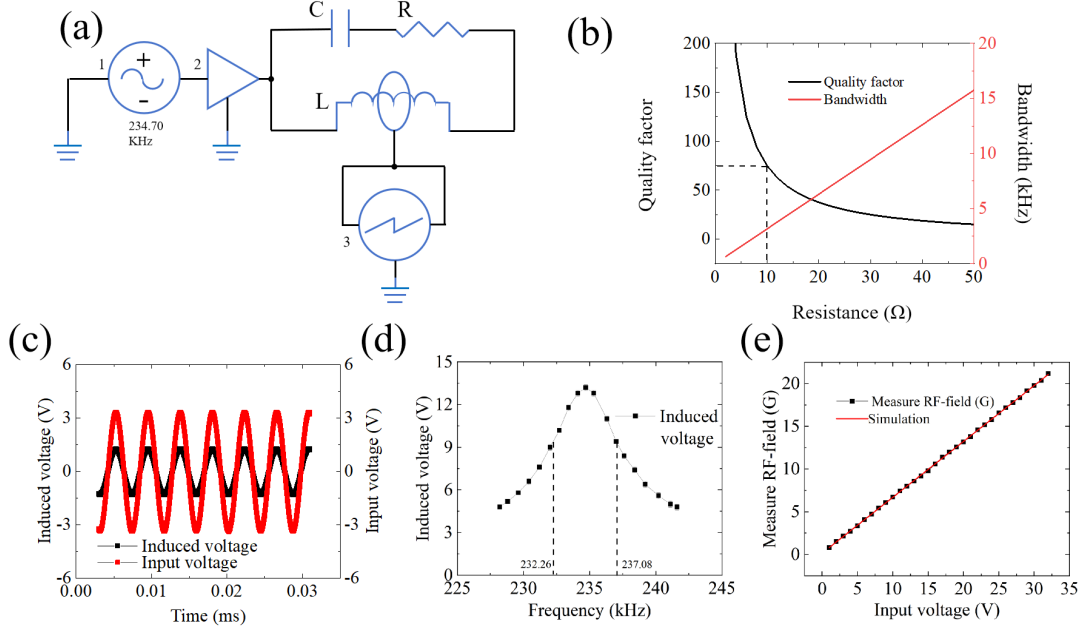 (a)
C
R
1
+
-
2
234.70
KHz
L
3
(b)
200
150
100
50
0
Quality factor
Quality factor
Bandwidth
20
15
10
5
0
Bandwidth (kHz)
0
10
20
30
40
50
Resistance (Ω)
(c)
6
3
0
-3
-6
Induced voltage (V)
Induced voltage
Input voltage
6
3
0
-3
-6
Input voltage (V)
0.00
0.01
0.02
0.03
Time (ms)
(d)
15
12
9
6
3
0
Induced voltage (V)
Induced
voltage
232.26
237.08
225
230
235
240
245
Frequency (kHz)
(e)
20
15
10
5
0
Measure RF-field (G)
Measure RF-field (G)
Simulation
0
5
10
15
20
25
30
35
Input voltage (V)